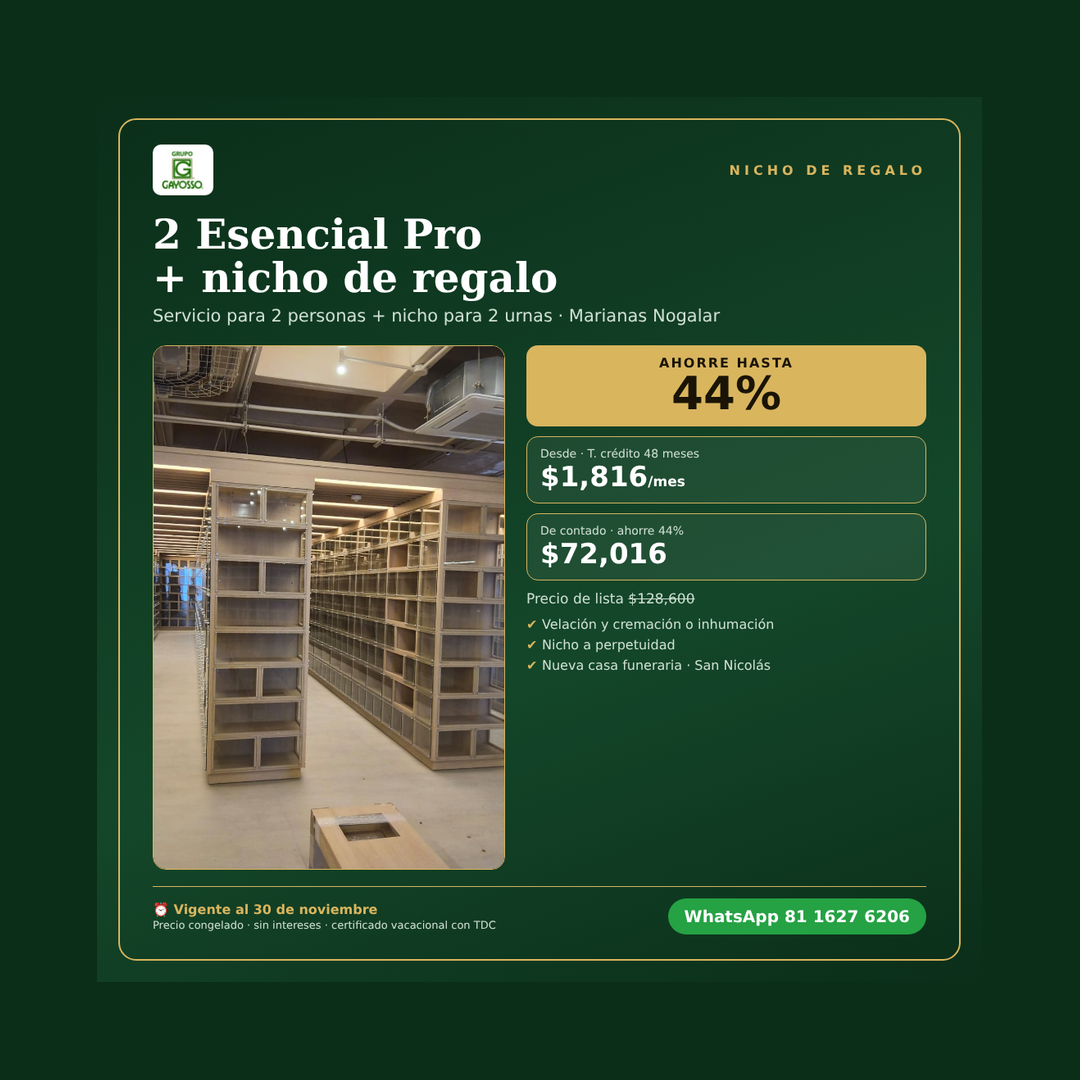 GRUPO
G
GAYOSSO
NICHO DE REGALO
2 Esencial Pro
+ nicho de regalo
Servicio para 2 personas + nicho para 2 urnas · Marianas Nogalar
AHORRE HASTA
44%
Desde · T. crédito 48 meses
$1,816/mes
De contado · ahorre 44%
$72,016
Precio de lista $128,600
✔ Velación y cremación o inhumación
✔ Nicho a perpetuidad
✔ Nueva casa funeraria · San Nicolás
⏰ Vigente al 30 de noviembre
Precio congelado · sin intereses · certificado vacacional con TDC
WhatsApp 81 1627 6206